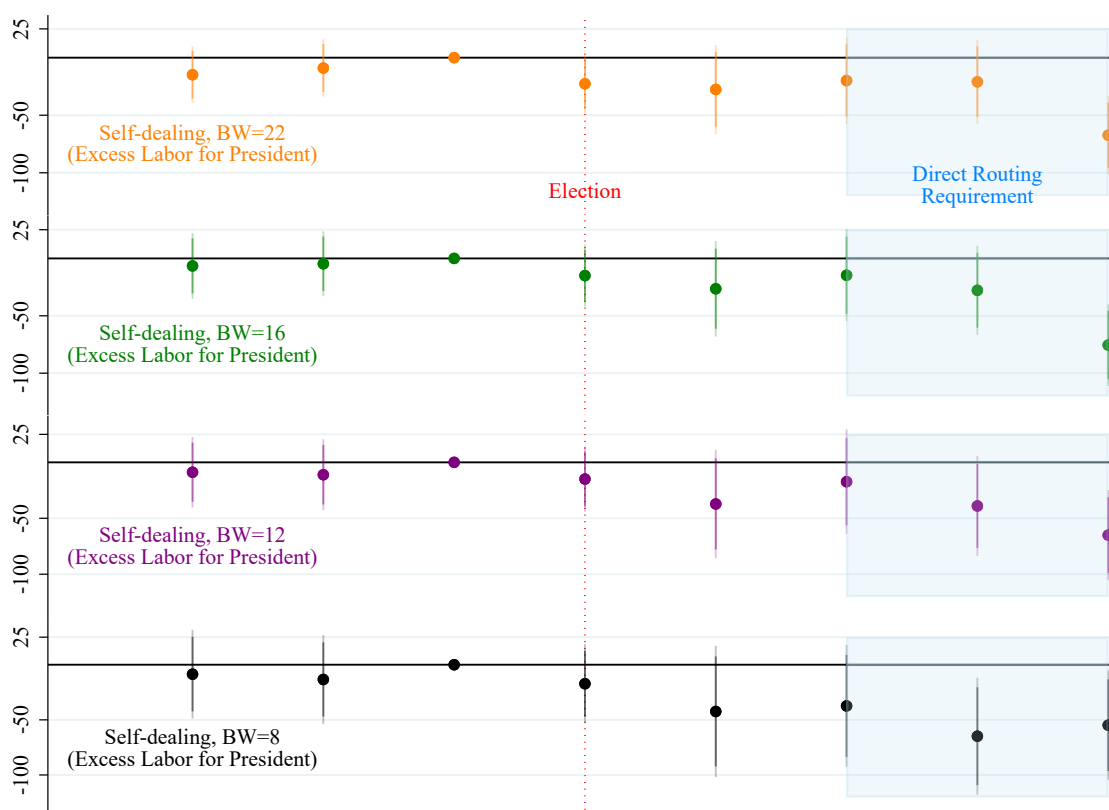 25
-50
-100
Self-dealing, BW=22
(Excess Labor for President)
Election
Direct Routing
Requirement
25
-50
-100
Self-dealing, BW=16
(Excess Labor for President)
25
-50
-100
Self-dealing, BW=12
(Excess Labor for President)
25
-50
-100
Self-dealing, BW=8
(Excess Labor for President)